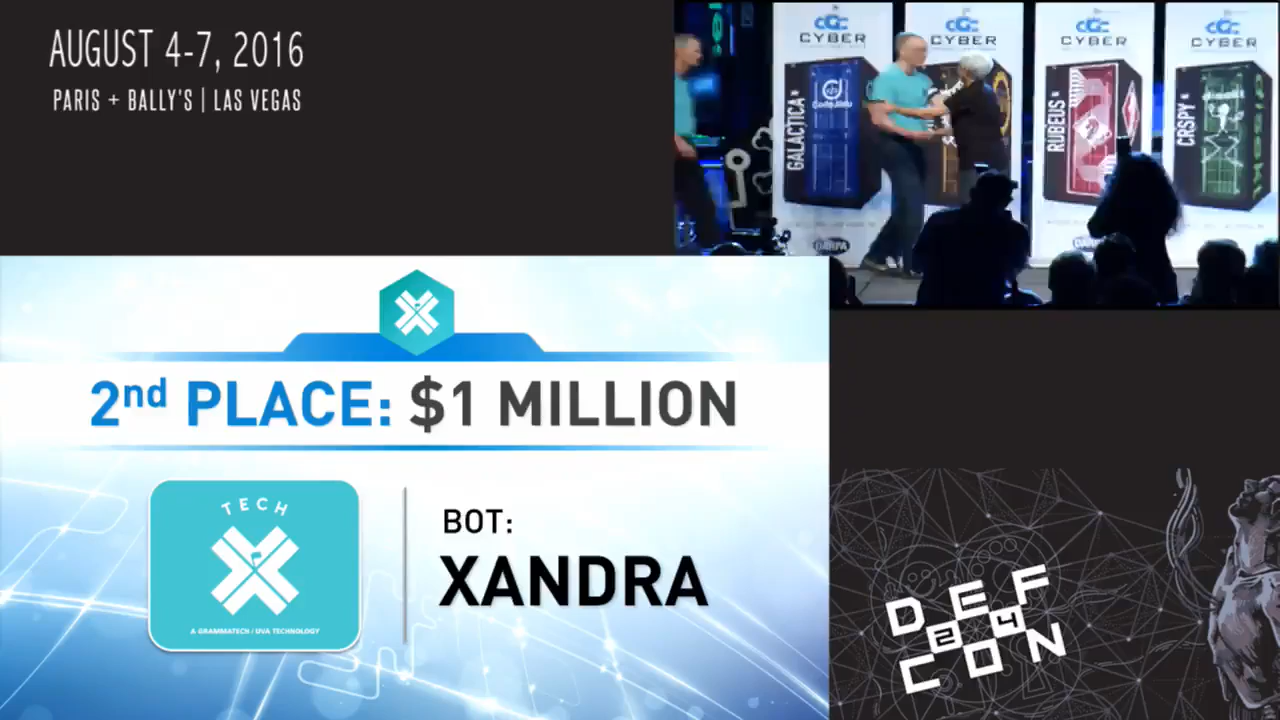 AUGUST 4-7, 2016
PARIS + BALLY'S | LAS VEGAS
CYBER
CYBER
CYBER
CYBER
GALACTICA
RUBEUS
CRSPY
DARPA
2nd PLACE: $1 MILLION
TECH
X
A GRAMMATECH / UVA TECHNOLOGY
BOT:
XANDRA
DEF
24
CON